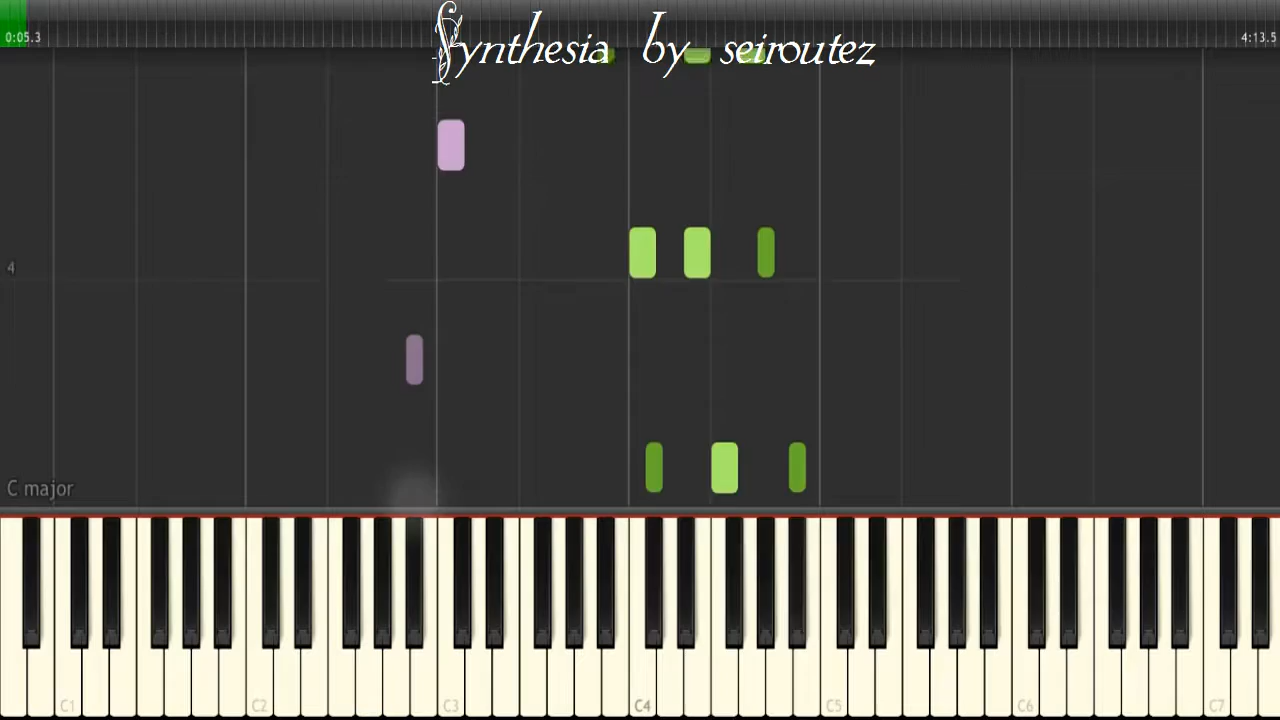 Synthesia by seiroutez
0:05.3
4:13.5
4
C major
C1 C2 C3 C4 C5 C6 C7